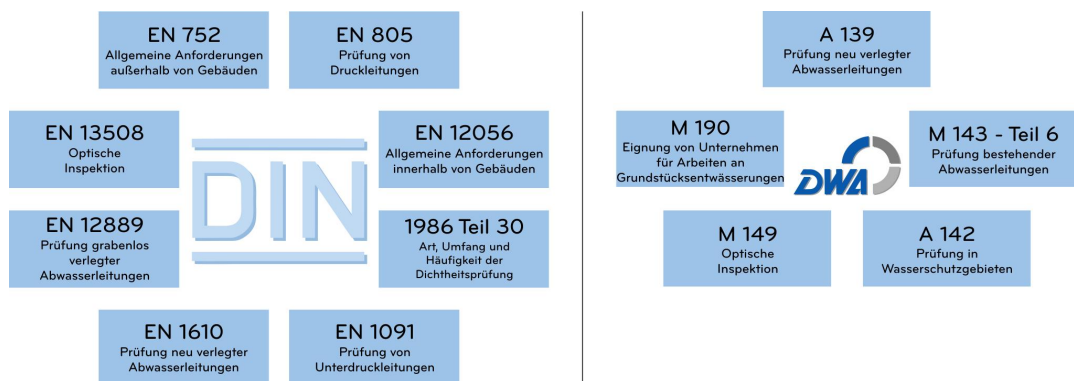 EN 752
Allgemeine Anforderungen
außerhalb von Gebäuden
EN 805
Prüfung von
Druckleitungen
EN 13508
Optische
Inspektion
DIN
EN 12056
Allgemeine Anforderungen
innerhalb von Gebäuden
EN 12889
Prüfung grabenlos
verlegter
Abwasserleitungen
1986 Teil 30
Art, Umfang und
Häufigkeit der
Dichtheitsprüfung
EN 1610
Prüfung neu verlegter
Abwasserleitungen
EN 1091
Prüfung von
Unterdruckleitungen
A 139
Prüfung neu verlegter
Abwasserleitungen
M 190
Eignung von Unternehmen
für Arbeiten an
Grundstücksentwässerungen
DWA
M 143 - Teil 6
Prüfung bestehender
Abwasserleitungen
M 149
Optische
Inspektion
A 142
Prüfung in
Wasserschutzgebieten